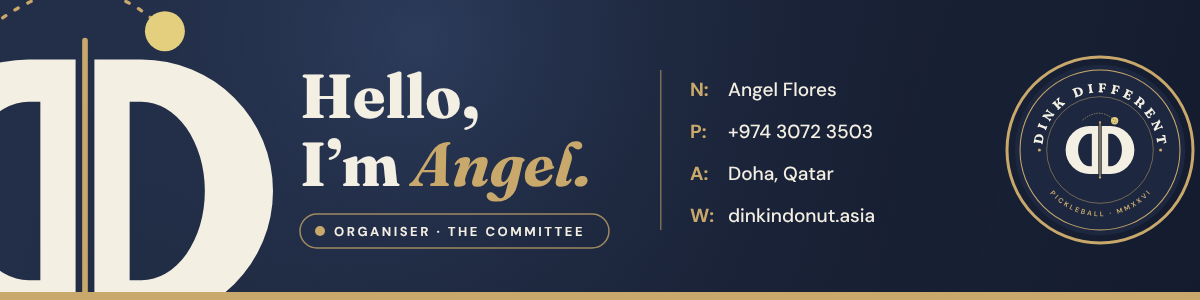 Hello,
I'm Angel.
ORGANISER · THE COMMITTEE
N: Angel Flores
P: +974 3072 3503
A: Doha, Qatar
W: dinkindonut.asia
· DINK DIFFERENT ·
PICKLEBALL · MMXXVI